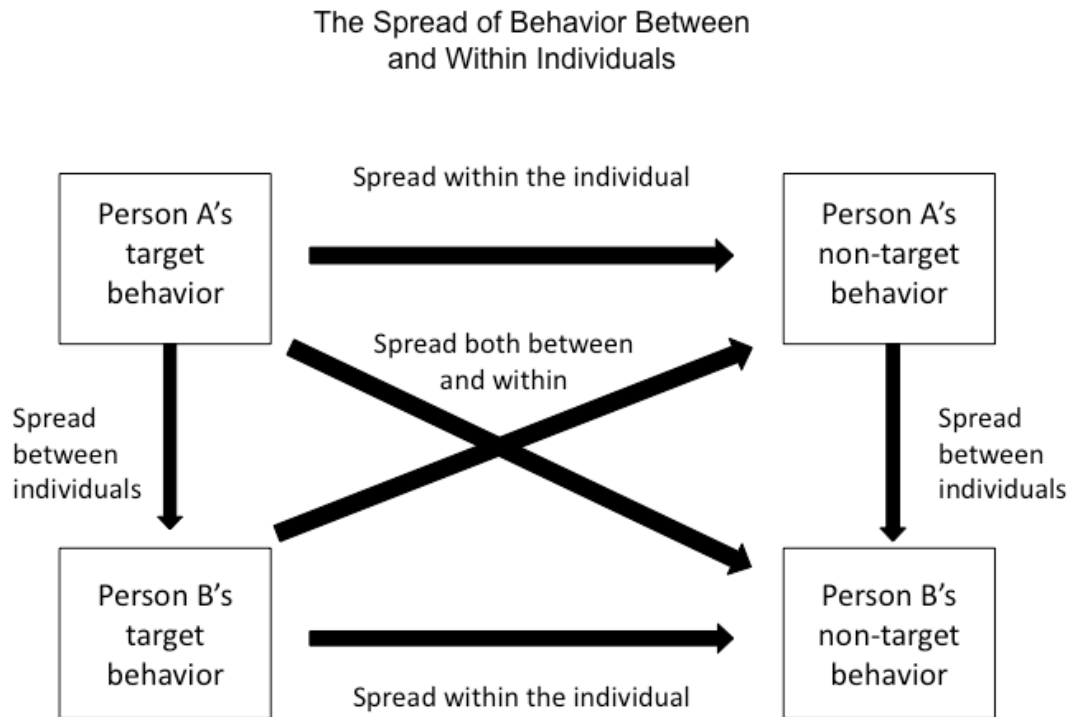 The Spread of Behavior Between
and Within Individuals
Spread within the individual
Person A’s
target
behavior
Person A’s
non-target
behavior
Spread both between
and within
Spread
between
individuals
Spread
between
individuals
Person B’s
target
behavior
Person B’s
non-target
behavior
Spread within the individual